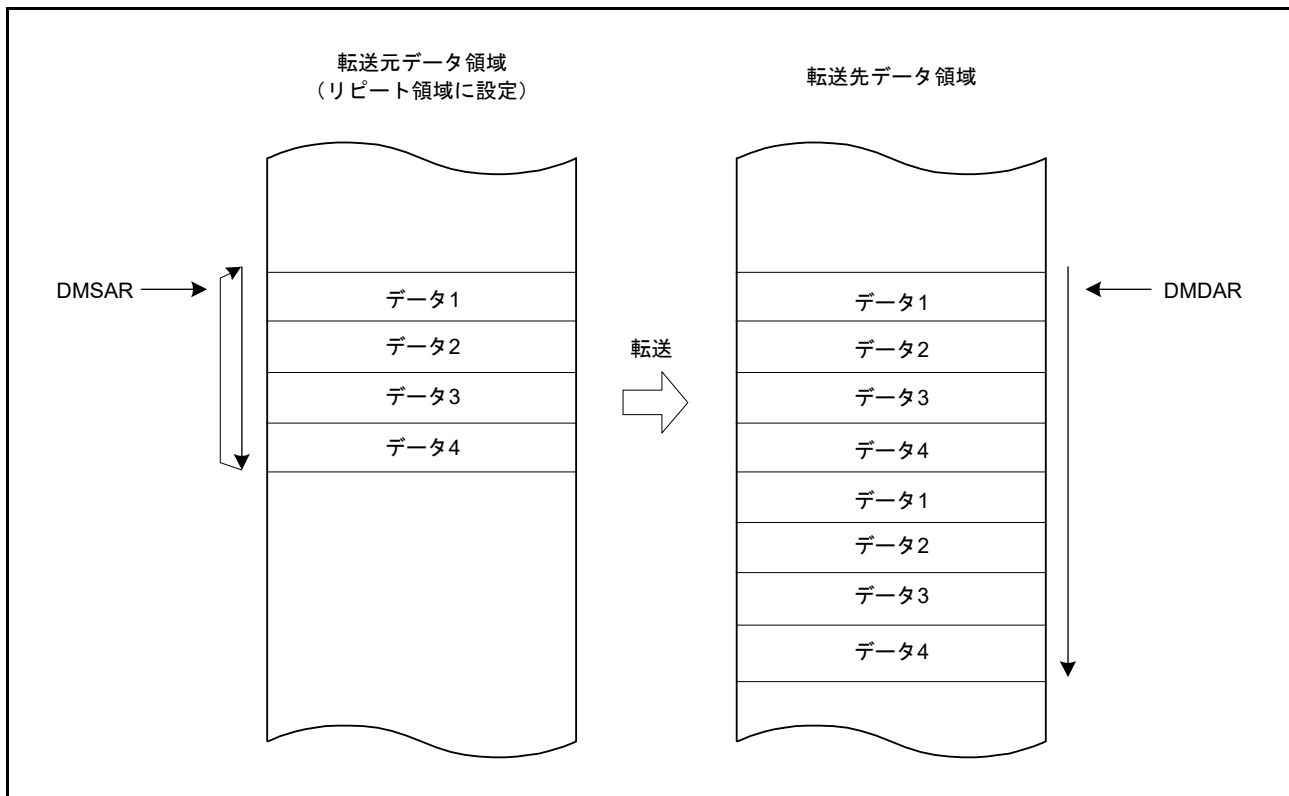 転送元データ領域
（リピート領域に設定）
転送先データ領域
DMSAR
データ1
データ2
データ3
データ4
転送
データ1
データ2
データ3
データ4
データ1
データ2
データ3
データ4
DMDAR